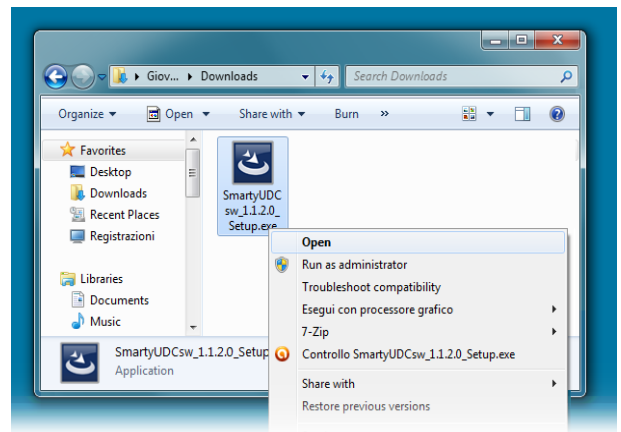 Giov... Downloads
Search Downloads
Organize
Open
Share with
Burn
»
Favorites
Desktop
Downloads
Recent Places
Registrazioni
Libraries
Documents
Music
SmartyUDC
sw_1.1.2.0_
Setup.exe
Open
Run as administrator
Troubleshoot compatibility
Esegui con processore grafico
7-Zip
Controllo SmartyUDCsw_1.1.2.0_Setup.exe
Share with
Restore previous versions
SmartyUDCsw_1.1.2.0_Setup
Application